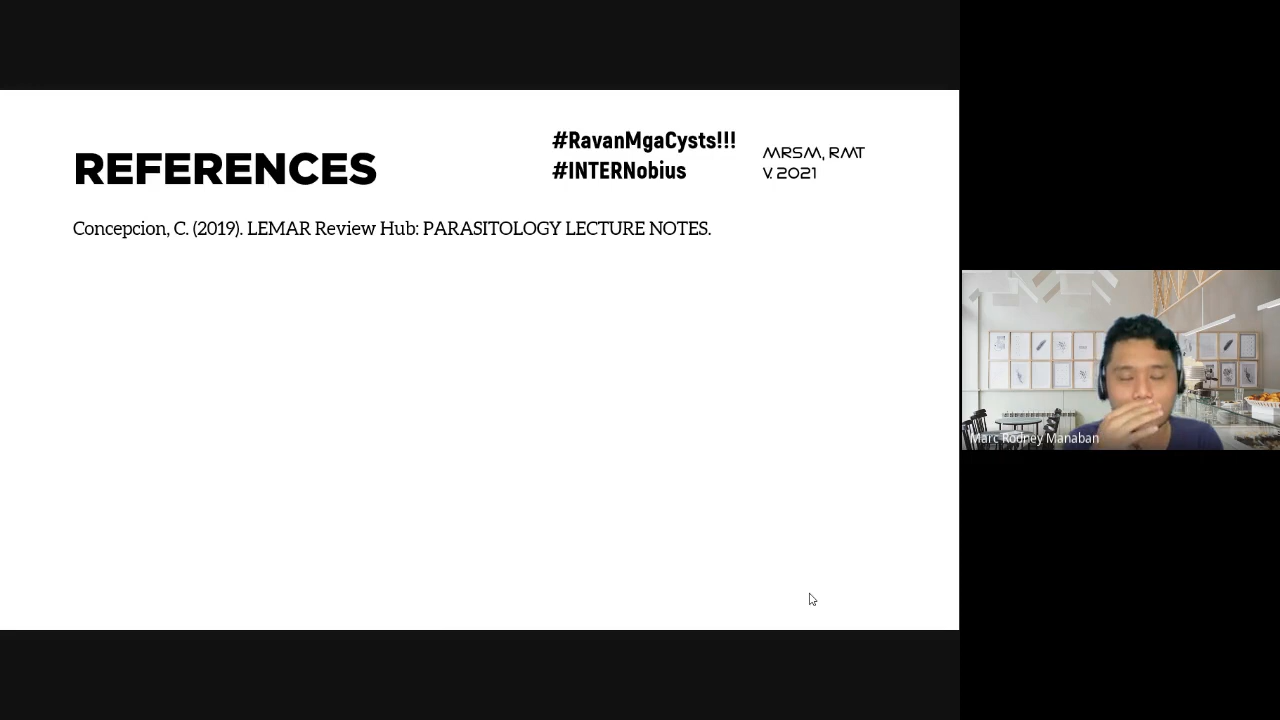 REFERENCES
#RavanMgaCysts!!!
#INTERNobius
MRSM, RMT
V. 2021
Concepcion, C. (2019). LEMAR Review Hub: PARASITOLOGY LECTURE NOTES.
Marc Rodney Manaban